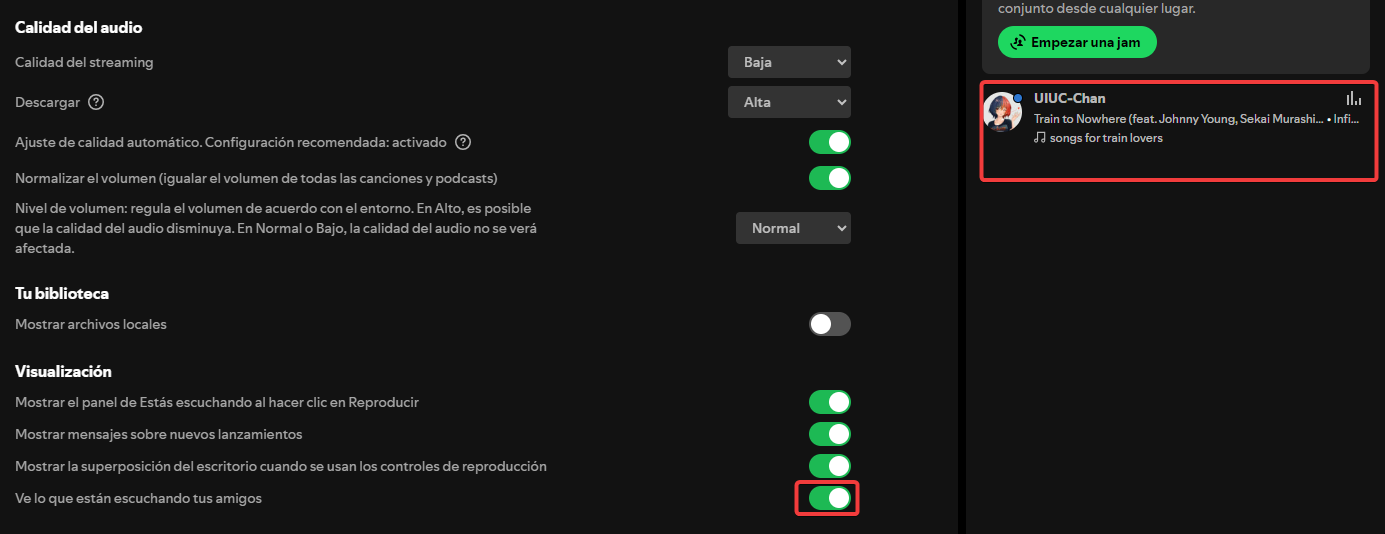 Calidad del audio
Calidad del streaming
Baja
Descargar
Alta
Ajuste de calidad automático. Configuración recomendada: activado
Normalizar el volumen (igualar el volumen de todas las canciones y podcasts)
Nivel de volumen: regula el volumen de acuerdo con el entorno. En Alto, es posible
que la calidad del audio disminuya. En Normal o Bajo, la calidad del audio no se verá
afectada.
Normal
Tu biblioteca
Mostrar archivos locales
Visualización
Mostrar el panel de Estás escuchando al hacer clic en Reproducir
Mostrar mensajes sobre nuevos lanzamientos
Mostrar la superposición del escritorio cuando se usan los controles de reproducción
Ve lo que están escuchando tus amigos
conjunto desde cualquier lugar.
Empezar una jam
UIUC-Chan
Train to Nowhere (feat. Johnny Young, Sekai Murashi... • Infi...
songs for train lovers